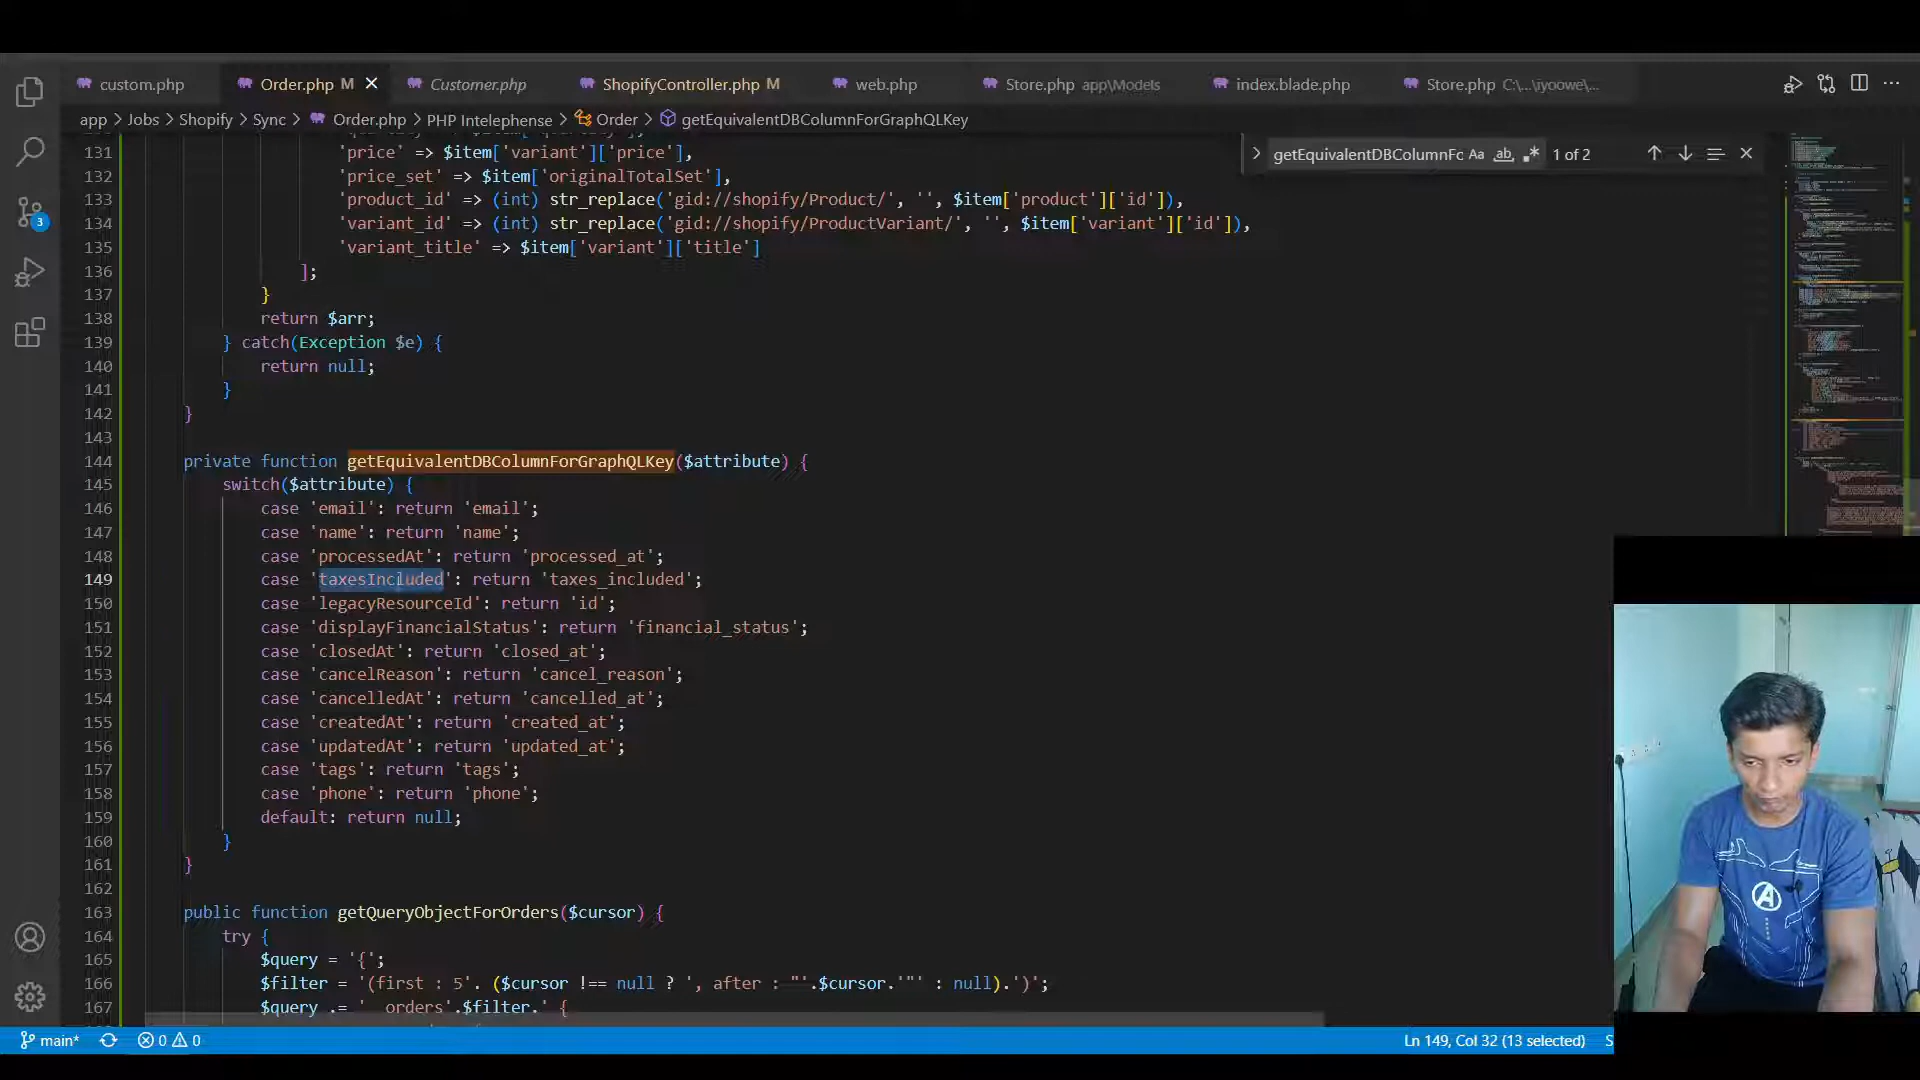 custom.php
Order.php M
Customer.php
ShopifyController.php M
web.php
Store.php app\Models
index.blade.php
Store.php C:\...\iyoowe\...
app > Jobs > Shopify > Sync > Order.php > PHP Intelephense > Order > getEquivalentDBColumnForGraphQLKey
getEquivalentDBColumnFc Aa ab 1 of 2
131 'price' => $item['variant']['price'],
132 'price_set' => $item['originalTotalSet'],
133 'product_id' => (int) str_replace('gid://shopify/Product/', '', $item['product']['id']),
134 'variant_id' => (int) str_replace('gid://shopify/ProductVariant/', '', $item['variant']['id']),
135 'variant_title' => $item['variant']['title']
136 ];
137 }
138 return $arr;
139 } catch(Exception $e) {
140 return null;
141 }
142 }
143
144 private function getEquivalentDBColumnForGraphQLKey($attribute) {
145 switch($attribute) {
146 case 'email': return 'email';
147 case 'name': return 'name';
148 case 'processedAt': return 'processed_at';
149 case 'taxesIncluded': return 'taxes_included';
150 case 'legacyResourceId': return 'id';
151 case 'displayFinancialStatus': return 'financial_status';
152 case 'closedAt': return 'closed_at';
153 case 'cancelReason': return 'cancel_reason';
154 case 'cancelledAt': return 'cancelled_at';
155 case 'createdAt': return 'created_at';
156 case 'updatedAt': return 'updated_at';
157 case 'tags': return 'tags';
158 case 'phone': return 'phone';
159 default: return null;
160 }
161 }
162
163 public function getQueryObjectForOrders($cursor) {
164 try {
165 $query = '{';
166 $filter = '(first : 5'. ($cursor !== null ? ', after : "'.$cursor.'"' : null).')';
167 $query .= ' orders'.$filter.' {
3
main* 0 0
Ln 149, Col 32 (13 selected) S